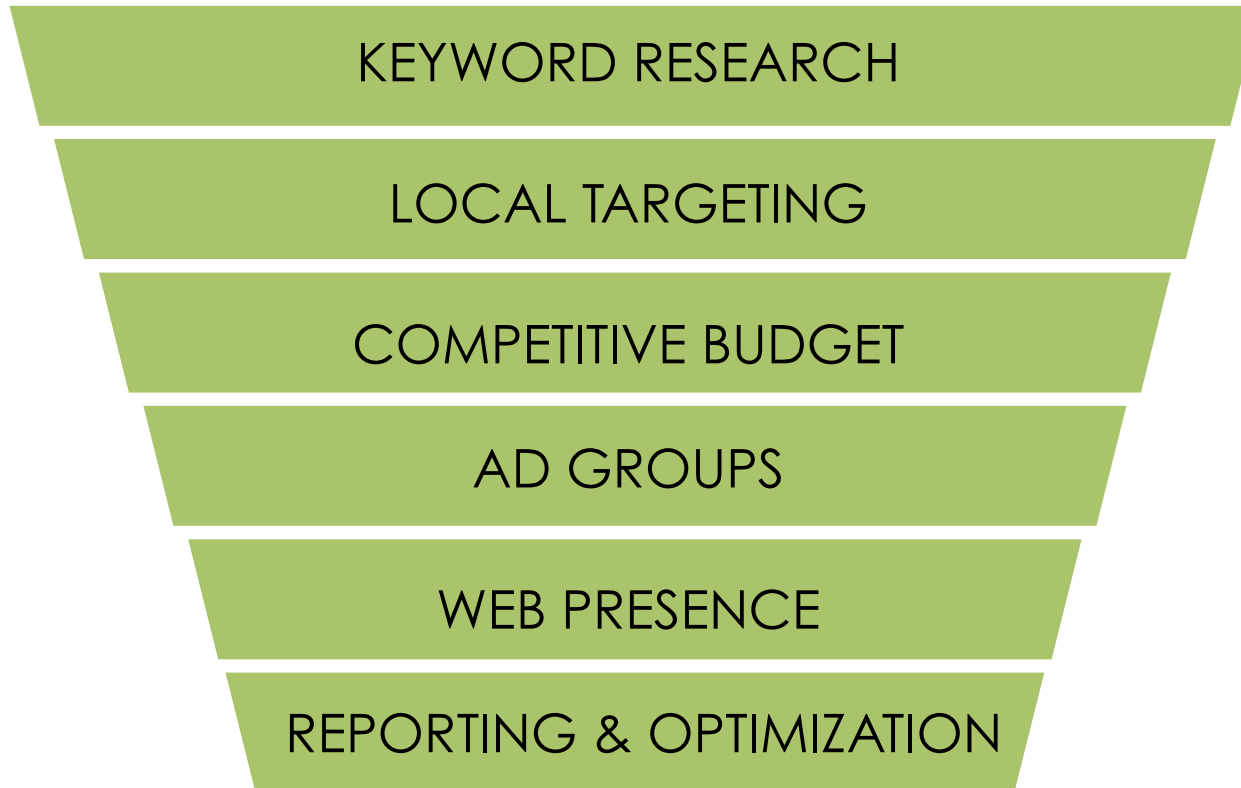 KEYWORD RESEARCH
LOCAL TARGETING
COMPETITIVE BUDGET
AD GROUPS
WEB PRESENCE
REPORTING & OPTIMIZATION